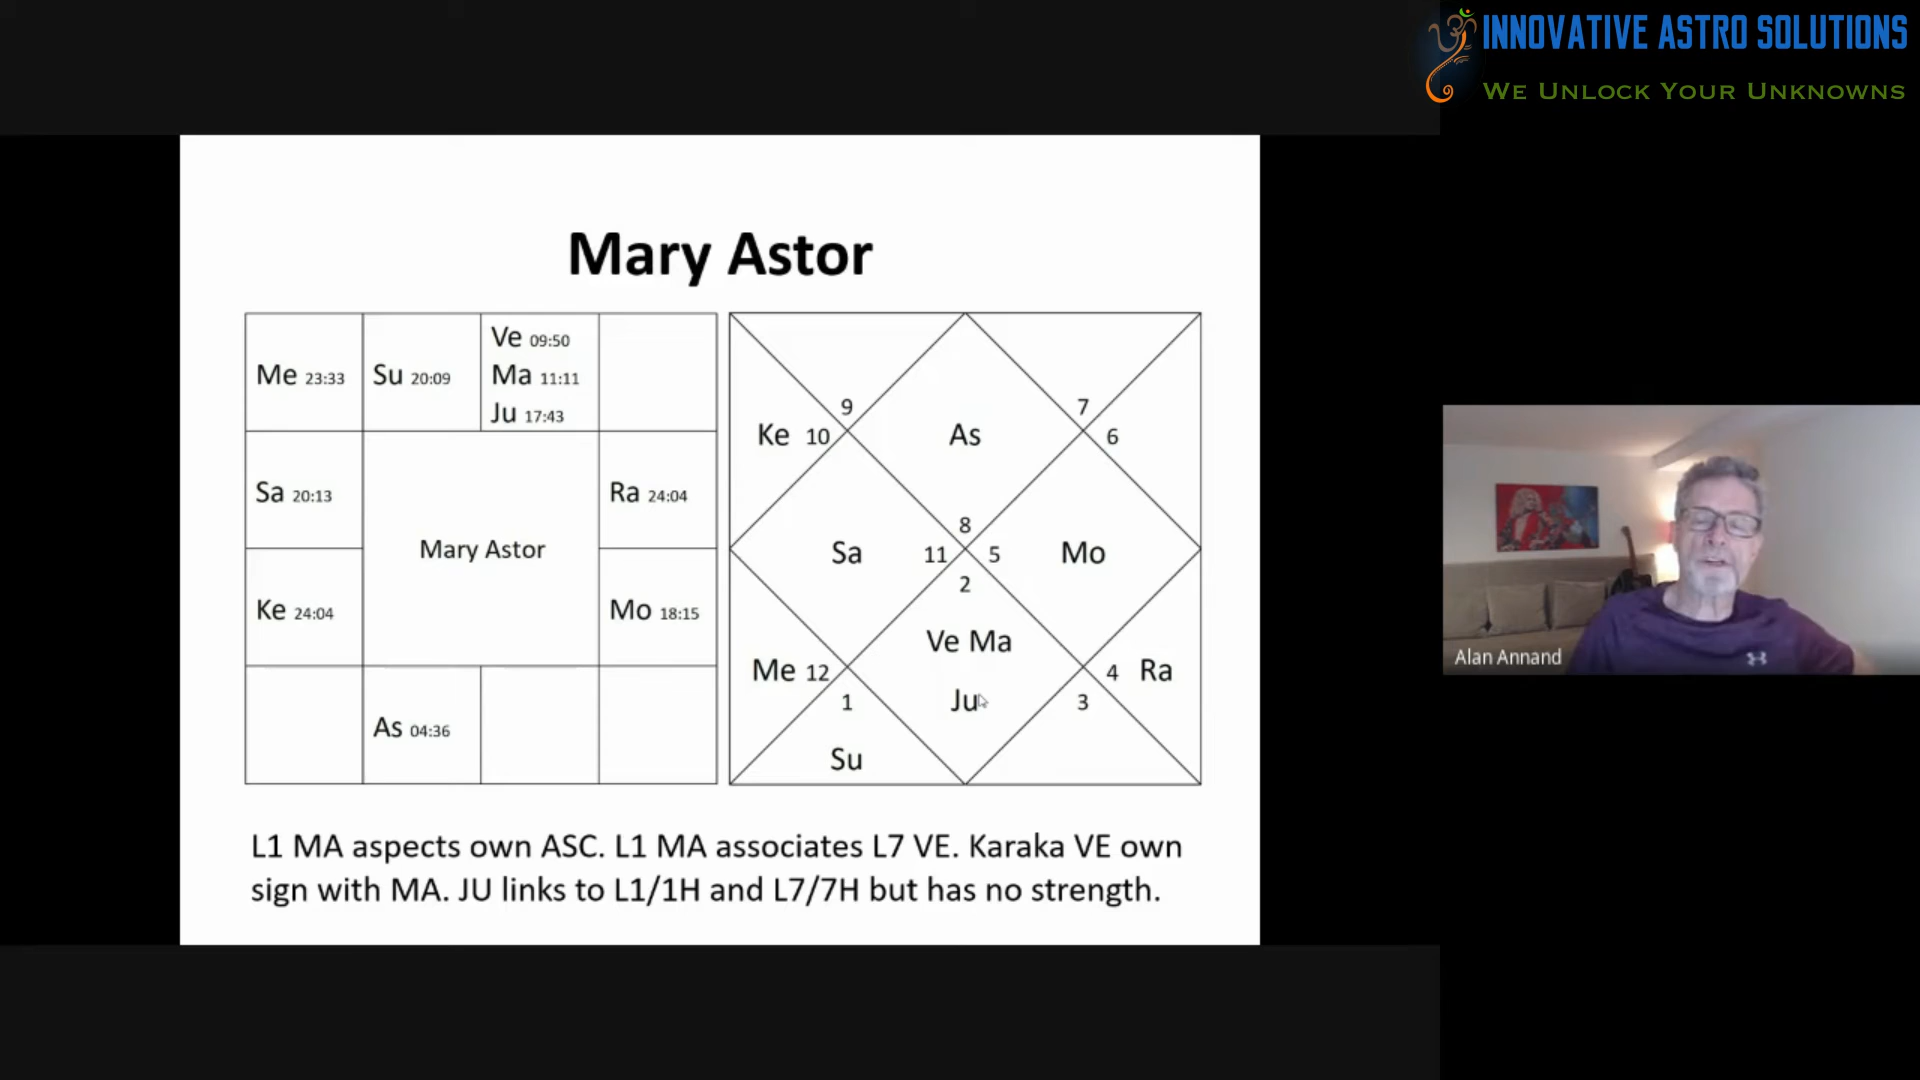 INNOVATIVE ASTRO SOLUTIONS
WE UNLOCK YOUR UNKNOWNS
Mary Astor
Me 23:33
Su 20:09
Ve 09:50
Ma 11:11
Ju 17:43
Sa 20:13
Ra 24:04
Mary Astor
Ke 24:04
Mo 18:15
As 04:36
9
7
Ke 10
As
6
8
Sa
11
5
Mo
2
Ve Ma
Me 12
4 Ra
1
Ju
3
Su
L1 MA aspects own ASC. L1 MA associates L7 VE. Karaka VE own
sign with MA. JU links to L1/1H and L7/7H but has no strength.
Alan Annand